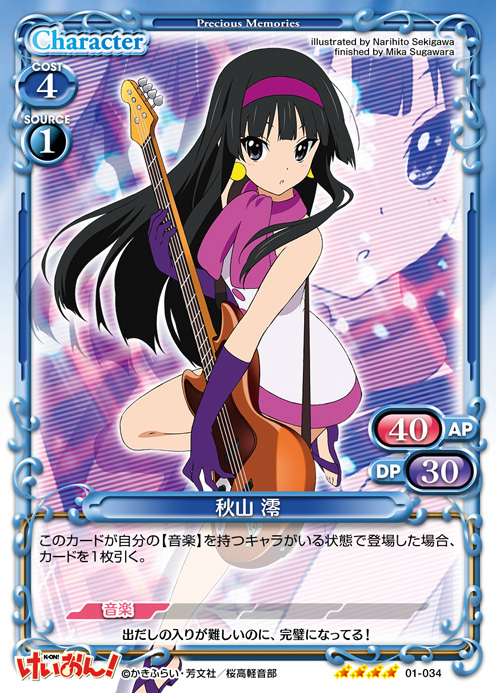 Precious Memories
Character
illustrated by Narihito Sekigawa
finished by Mika Sugawara
COST
4
SOURCE
1
40 AP
DP 30
秋山 澪
このカードが自分の【音楽】を持つキャラがいる状態で登場した場合、
カードを1枚引く。
音楽
出だしの入りが難しいのに、完璧になってる!
K-ON!
けいおん!
©かきふらい・芳文社/桜高軽音部
01-034